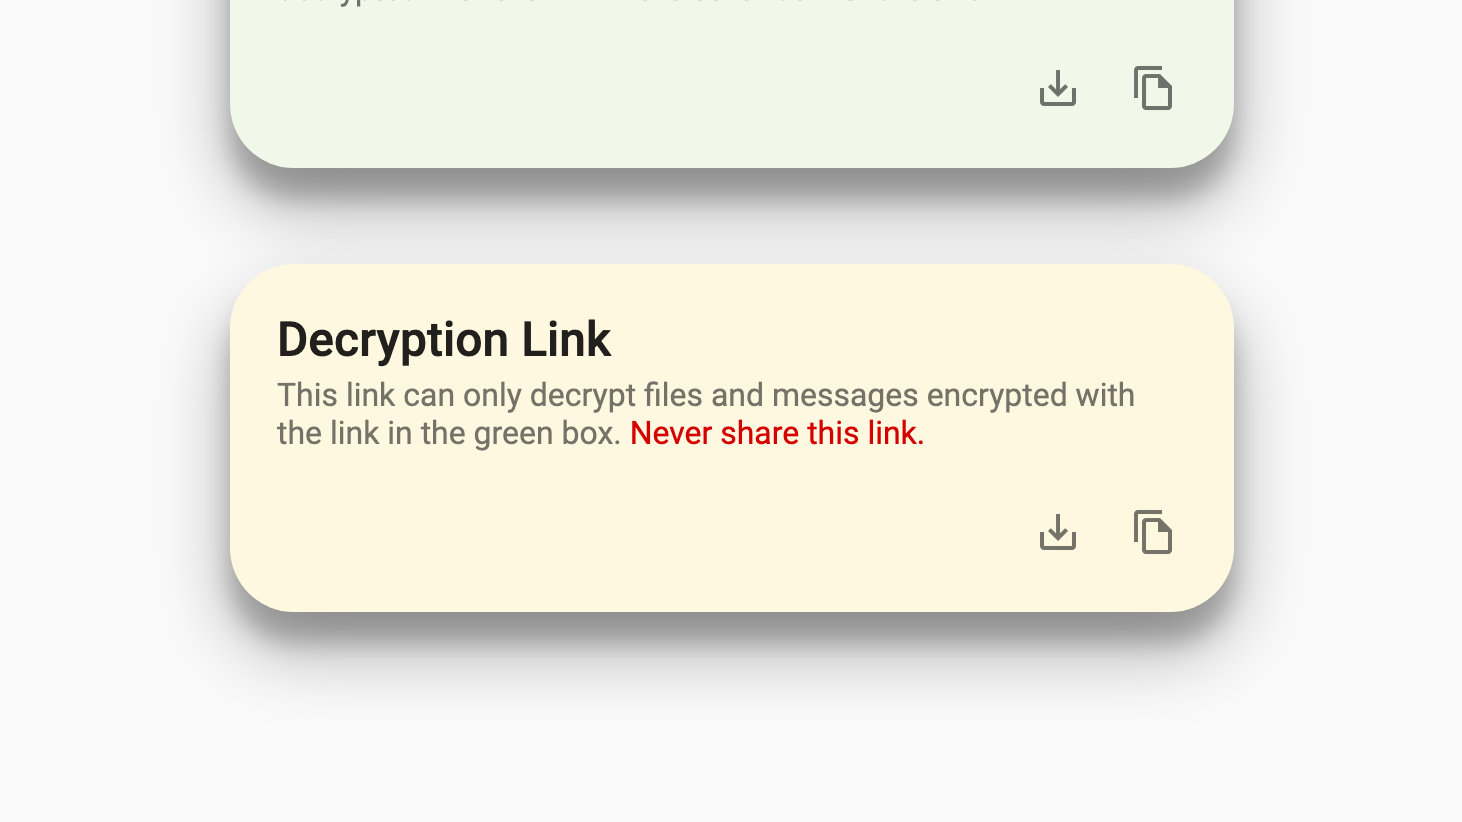 Decryption Link
This link can only decrypt files and messages encrypted with
the link in the green box. Never share this link.